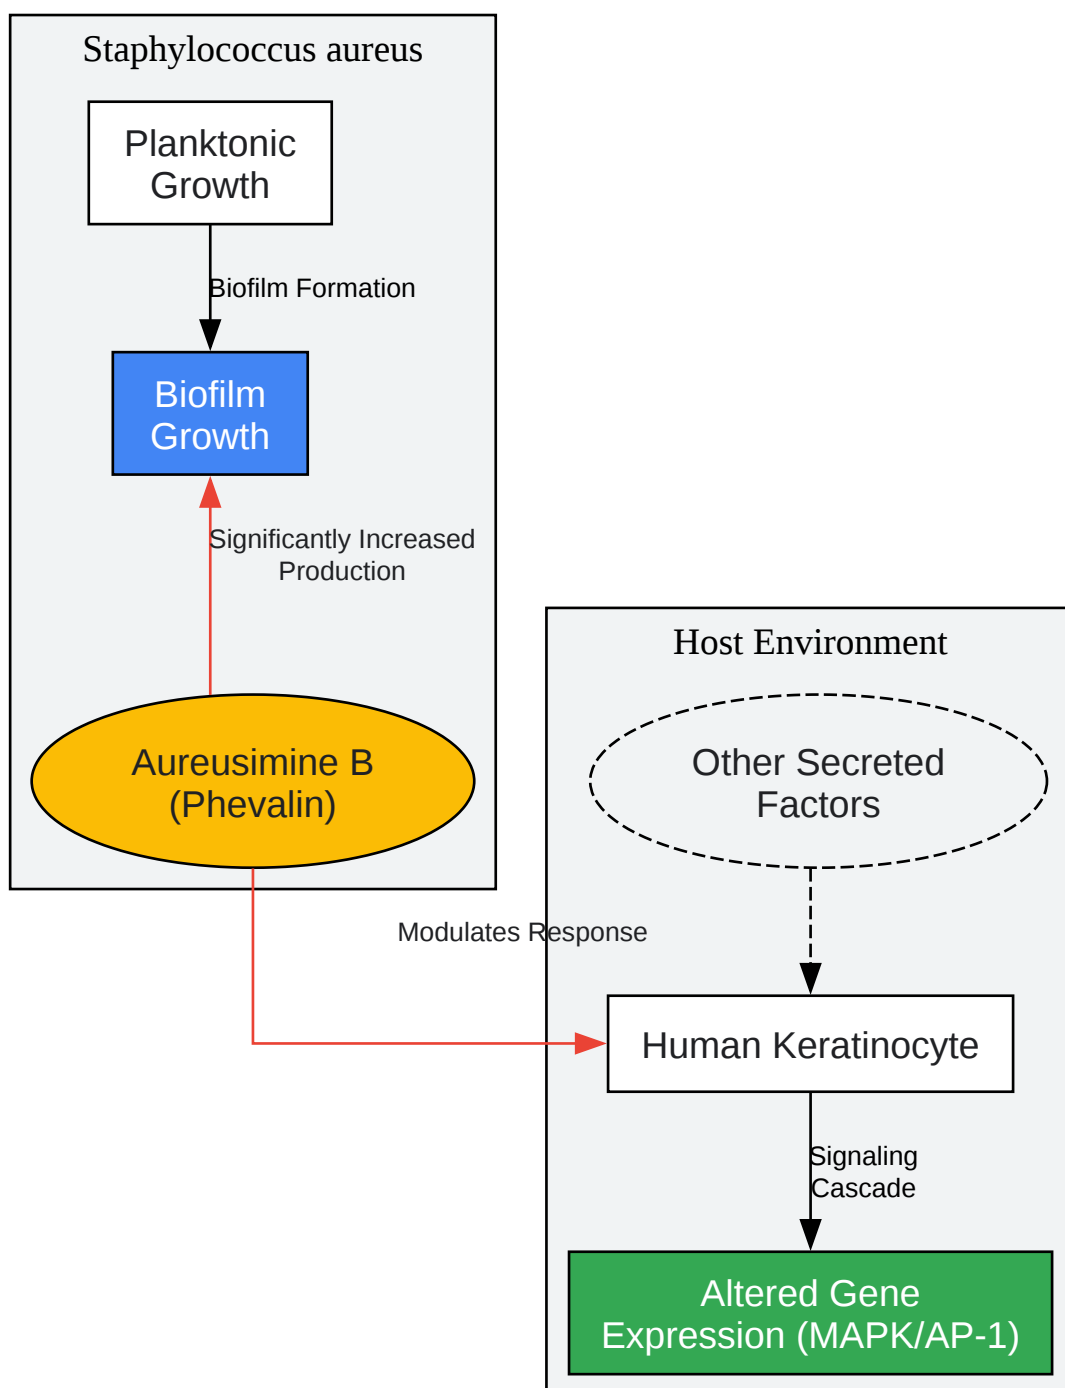 Staphylococcus aureus
Planktonic
Growth
Biofilm Formation
Biofilm
Growth
Significantly Increased
Production
Aureusimine B
(Phevalin)
Modulates Response
Host Environment
Other Secreted
Factors
Human Keratinocyte
Signaling
Cascade
Altered Gene
Expression (MAPK/AP-1)